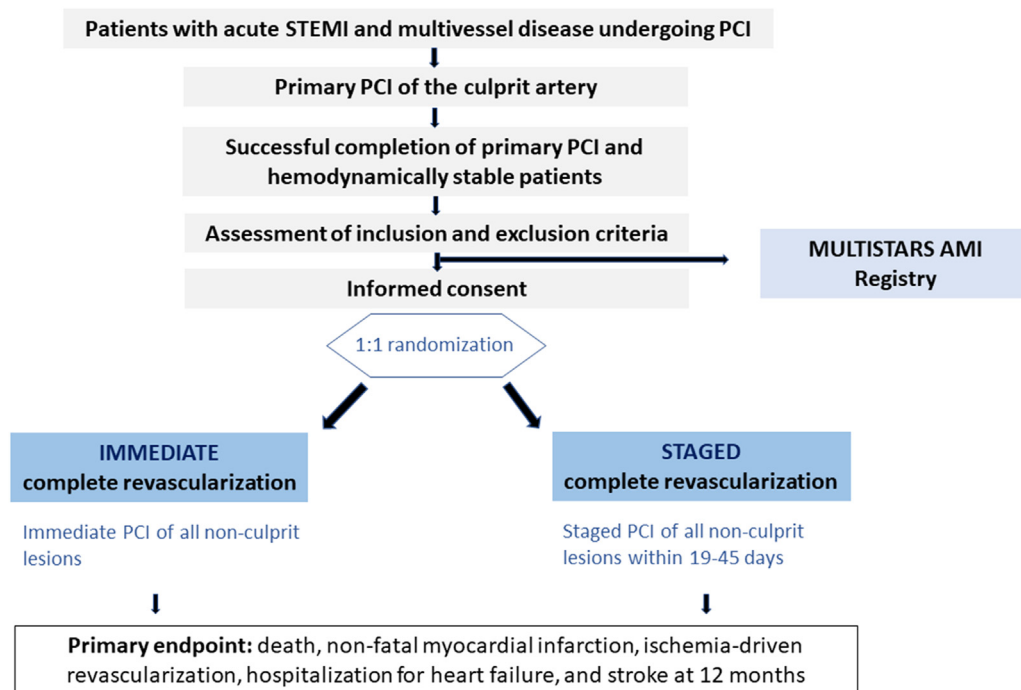 Patients with acute STEMI and multivessel disease undergoing PCI
Primary PCI of the culprit artery
Successful completion of primary PCI and
hemodynamically stable patients
Assessment of inclusion and exclusion criteria
MULTISTARS AMI
Registry
Informed consent
1:1 randomization
IMMEDIATE
complete revascularization
STAGED
complete revascularization
Immediate PCI of all non-culprit
lesions
Staged PCI of all non-culprit
lesions within 19-45 days
Primary endpoint: death, non-fatal myocardial infarction, ischemia-driven
revascularization, hospitalization for heart failure, and stroke at 12 months